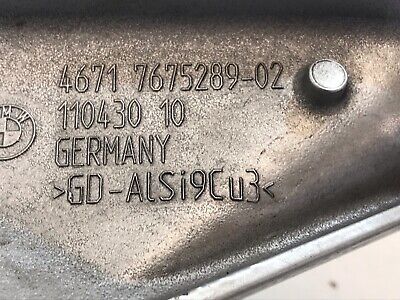 4671 7675289-02
110430 10
GERMANY
>GD-AlSi9Cu3<